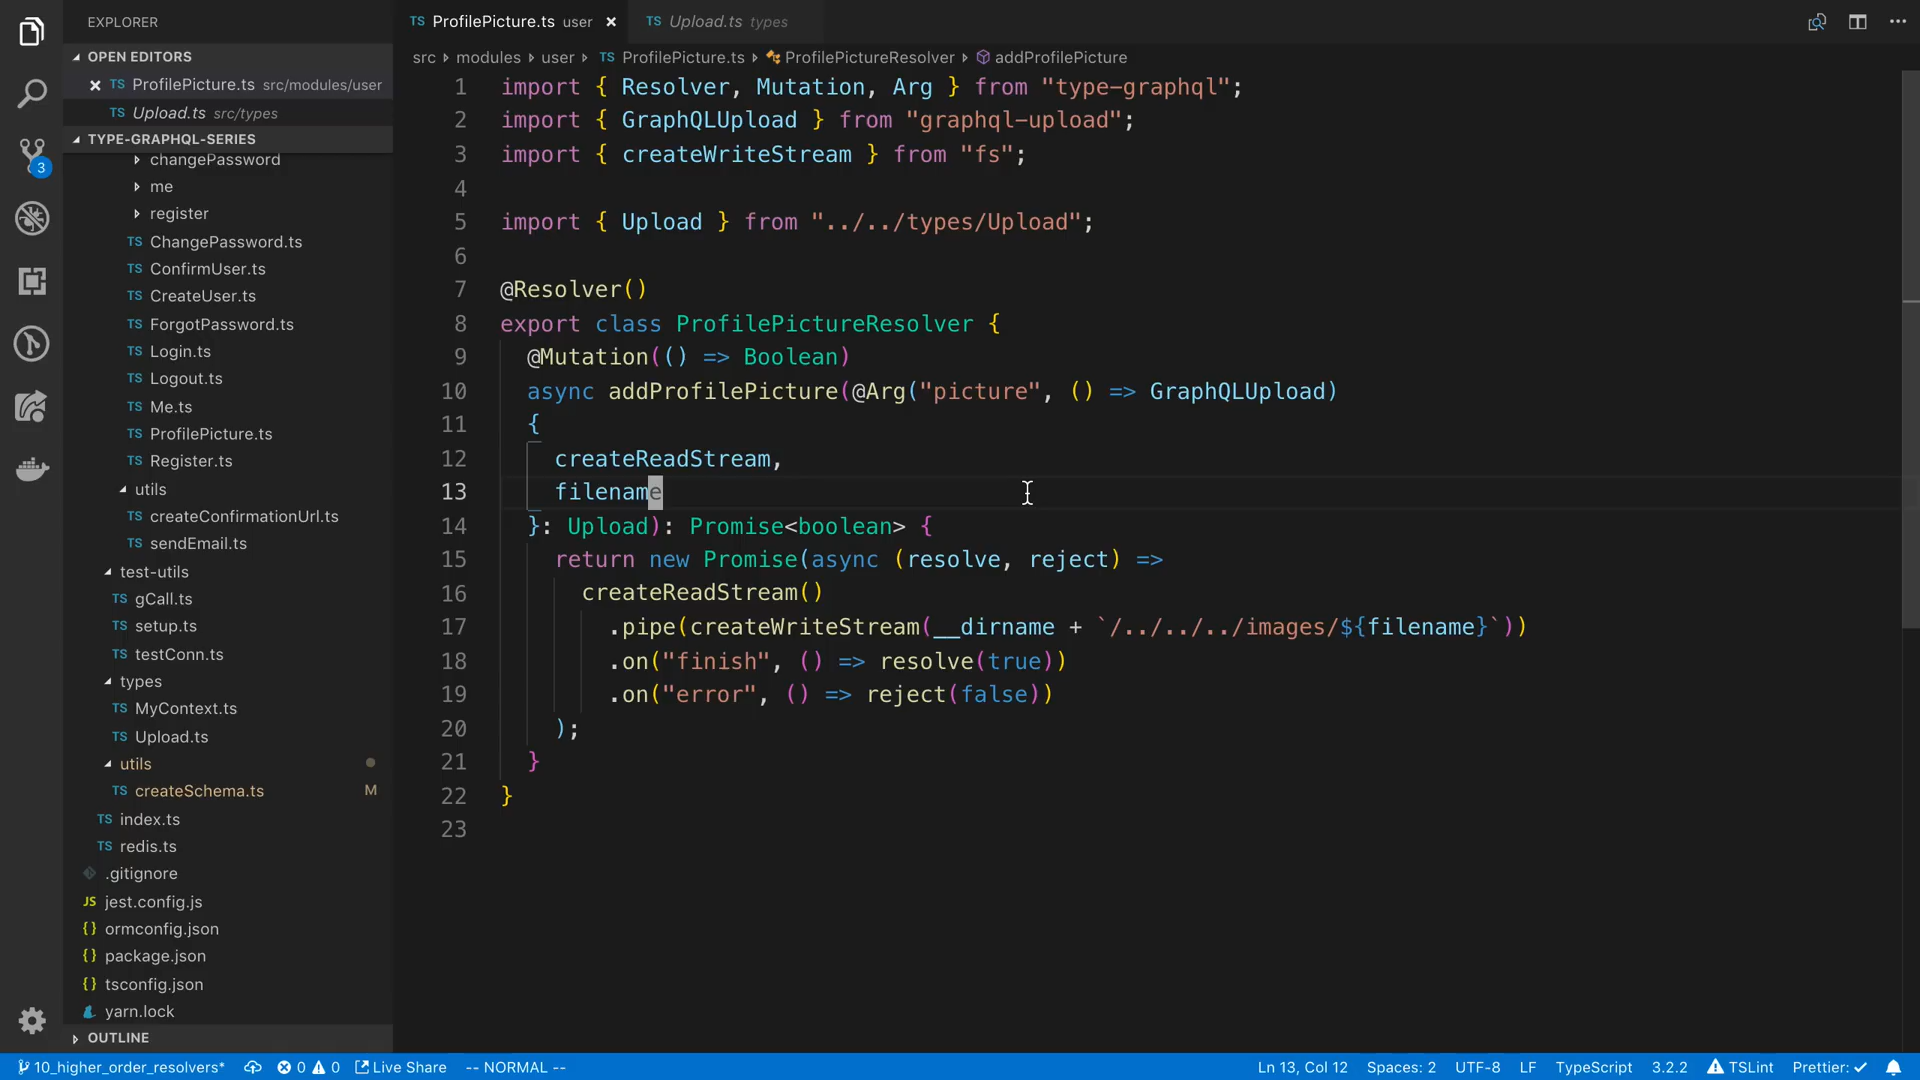 EXPLORER
OPEN EDITORS
TS ProfilePicture.ts src/modules/user
TS Upload.ts src/types
TYPE-GRAPHQL-SERIES
changePassword
me
register
TS ChangePassword.ts
TS ConfirmUser.ts
TS CreateUser.ts
TS ForgotPassword.ts
TS Login.ts
TS Logout.ts
TS Me.ts
TS ProfilePicture.ts
TS Register.ts
utils
TS createConfirmationUrl.ts
TS sendEmail.ts
test-utils
TS gCall.ts
TS setup.ts
TS testConn.ts
types
TS MyContext.ts
TS Upload.ts
utils
TS createSchema.ts M
TS index.ts
TS redis.ts
.gitignore
JS jest.config.js
{} ormconfig.json
{} package.json
{} tsconfig.json
yarn.lock
OUTLINE
3
TS ProfilePicture.ts user
TS Upload.ts types
src modules user TS ProfilePicture.ts ProfilePictureResolver addProfilePicture
1 import { Resolver, Mutation, Arg } from "type-graphql";
2 import { GraphQLUpload } from "graphql-upload";
3 import { createWriteStream } from "fs";
4
5 import { Upload } from "../../types/Upload";
6
7 @Resolver()
8 export class ProfilePictureResolver {
9 @Mutation(() => Boolean)
10 async addProfilePicture(@Arg("picture", () => GraphQLUpload)
11 {
12 createReadStream,
13 filename
14 }: Upload): Promise<boolean> {
15 return new Promise(async (resolve, reject) =>
16 createReadStream()
17 .pipe(createWriteStream(__dirname + `/../../../images/${filename}`))
18 .on("finish", () => resolve(true))
19 .on("error", () => reject(false))
20 );
21 }
22 }
23
10_higher_order_resolvers* 0 0 Live Share -- NORMAL -- Ln 13, Col 12 Spaces: 2 UTF-8 LF TypeScript 3.2.2 TSLint Prettier: ✓